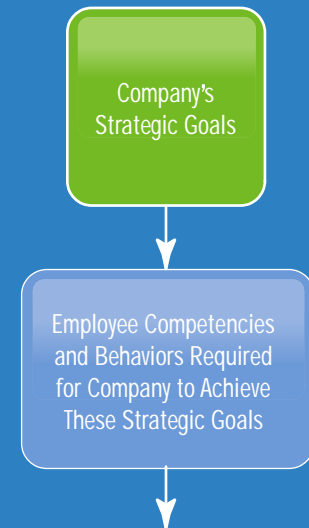 Company's
Strategic Goals
Employee Competencies
and Behaviors Required
for Company to Achieve
These Strategic Goals